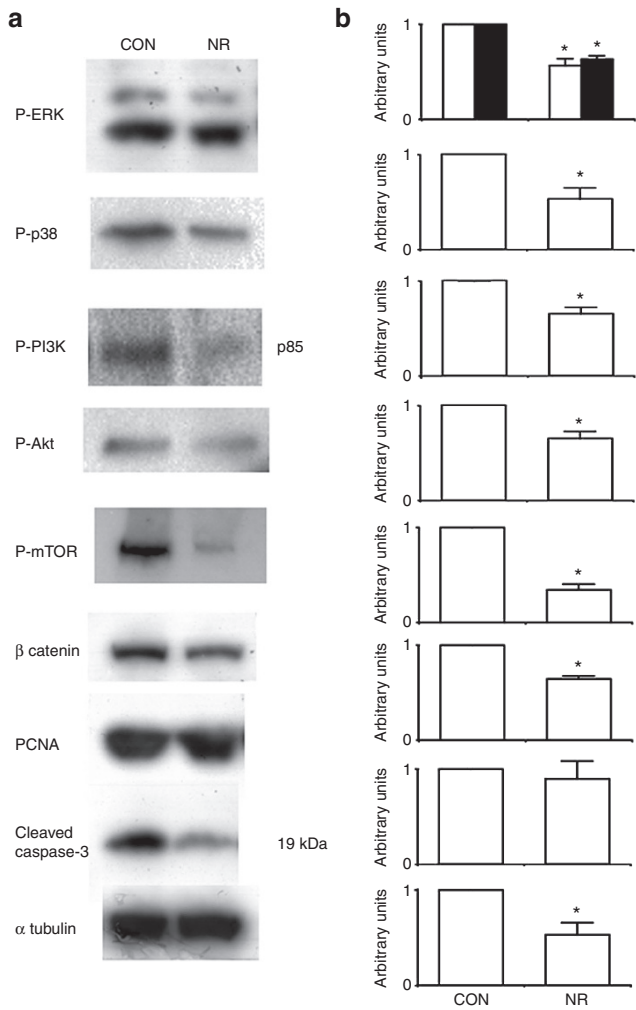 a
CON NR
P-ERK
P-p38
P-PI3K p85
P-Akt
P-mTOR
β catenin
PCNA
Cleaved
caspase-3
19 kDa
α tubulin
b
1
Arbitrary units
0
* *
1
Arbitrary units
0
*
1
Arbitrary units
0
*
1
Arbitrary units
0
*
1
Arbitrary units
0
*
1
Arbitrary units
0
*
1
Arbitrary units
0
1
Arbitrary units
0
*
CON NR